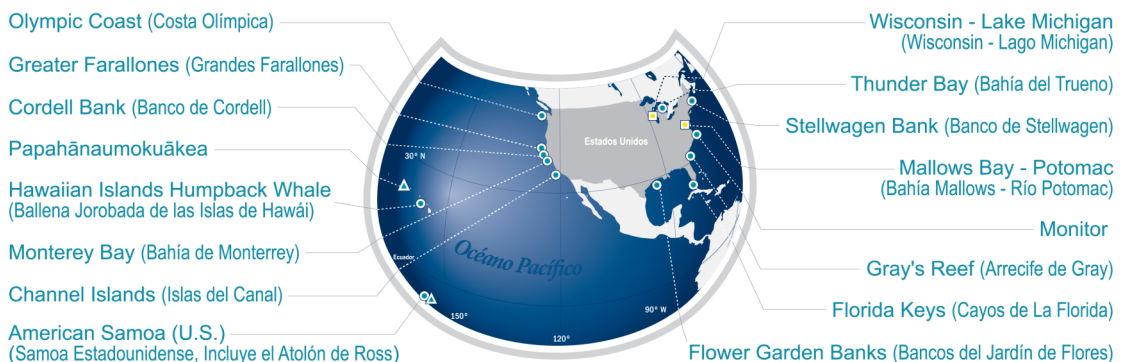 Olympic Coast (Costa Olímpica)
Greater Farallones (Grandes Farallones)
Cordell Bank (Banco de Cordell)
Papahānaumokuākea
Hawaiian Islands Humpback Whale
(Ballena Jorobada de las Islas de Hawái)
Monterey Bay (Bahía de Monterrey)
Channel Islands (Islas del Canal)
American Samoa (U.S.)
(Samoa Estadounidense, Incluye el Atolón de Ross)
30° N
Estados Unidos
Ecuador
Océano Pacífico
150°
120°
90° W
Wisconsin - Lake Michigan
(Wisconsin - Lago Michigan)
Thunder Bay (Bahía del Trueno)
Stellwagen Bank (Banco de Stellwagen)
Mallows Bay - Potomac
(Bahía Mallows - Río Potomac)
Monitor
Gray's Reef (Arrecife de Gray)
Florida Keys (Cayos de La Florida)
Flower Garden Banks (Bancos del Jardín de Flores)